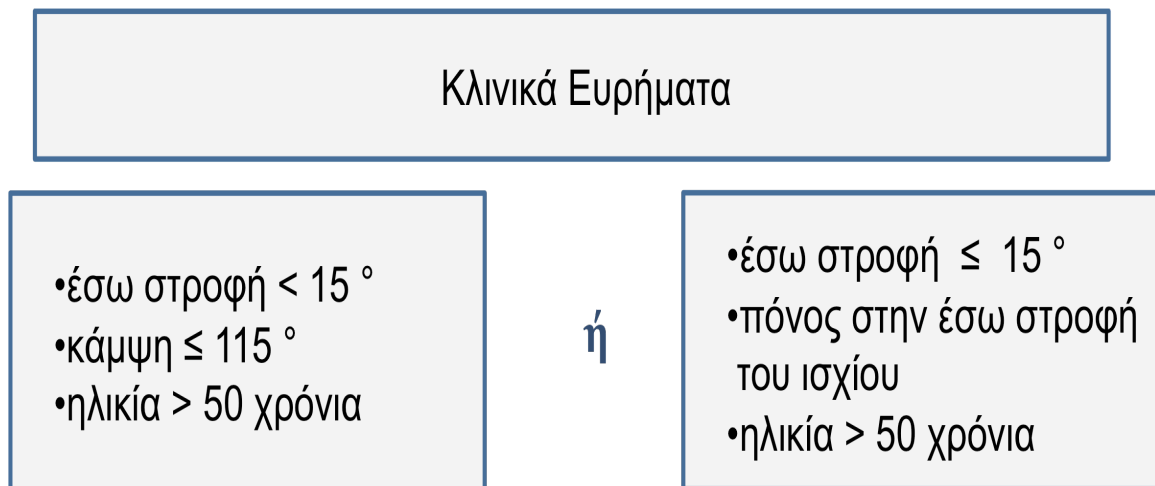 Κλινικά Ευρήματα
•έσω στροφή < 15 °
•κάμψη ≤ 115 °
•ηλικία > 50 χρόνια
ή
•έσω στροφή ≤ 15 °
•πόνος στην έσω στροφή
του ισχίου
•ηλικία > 50 χρόνια